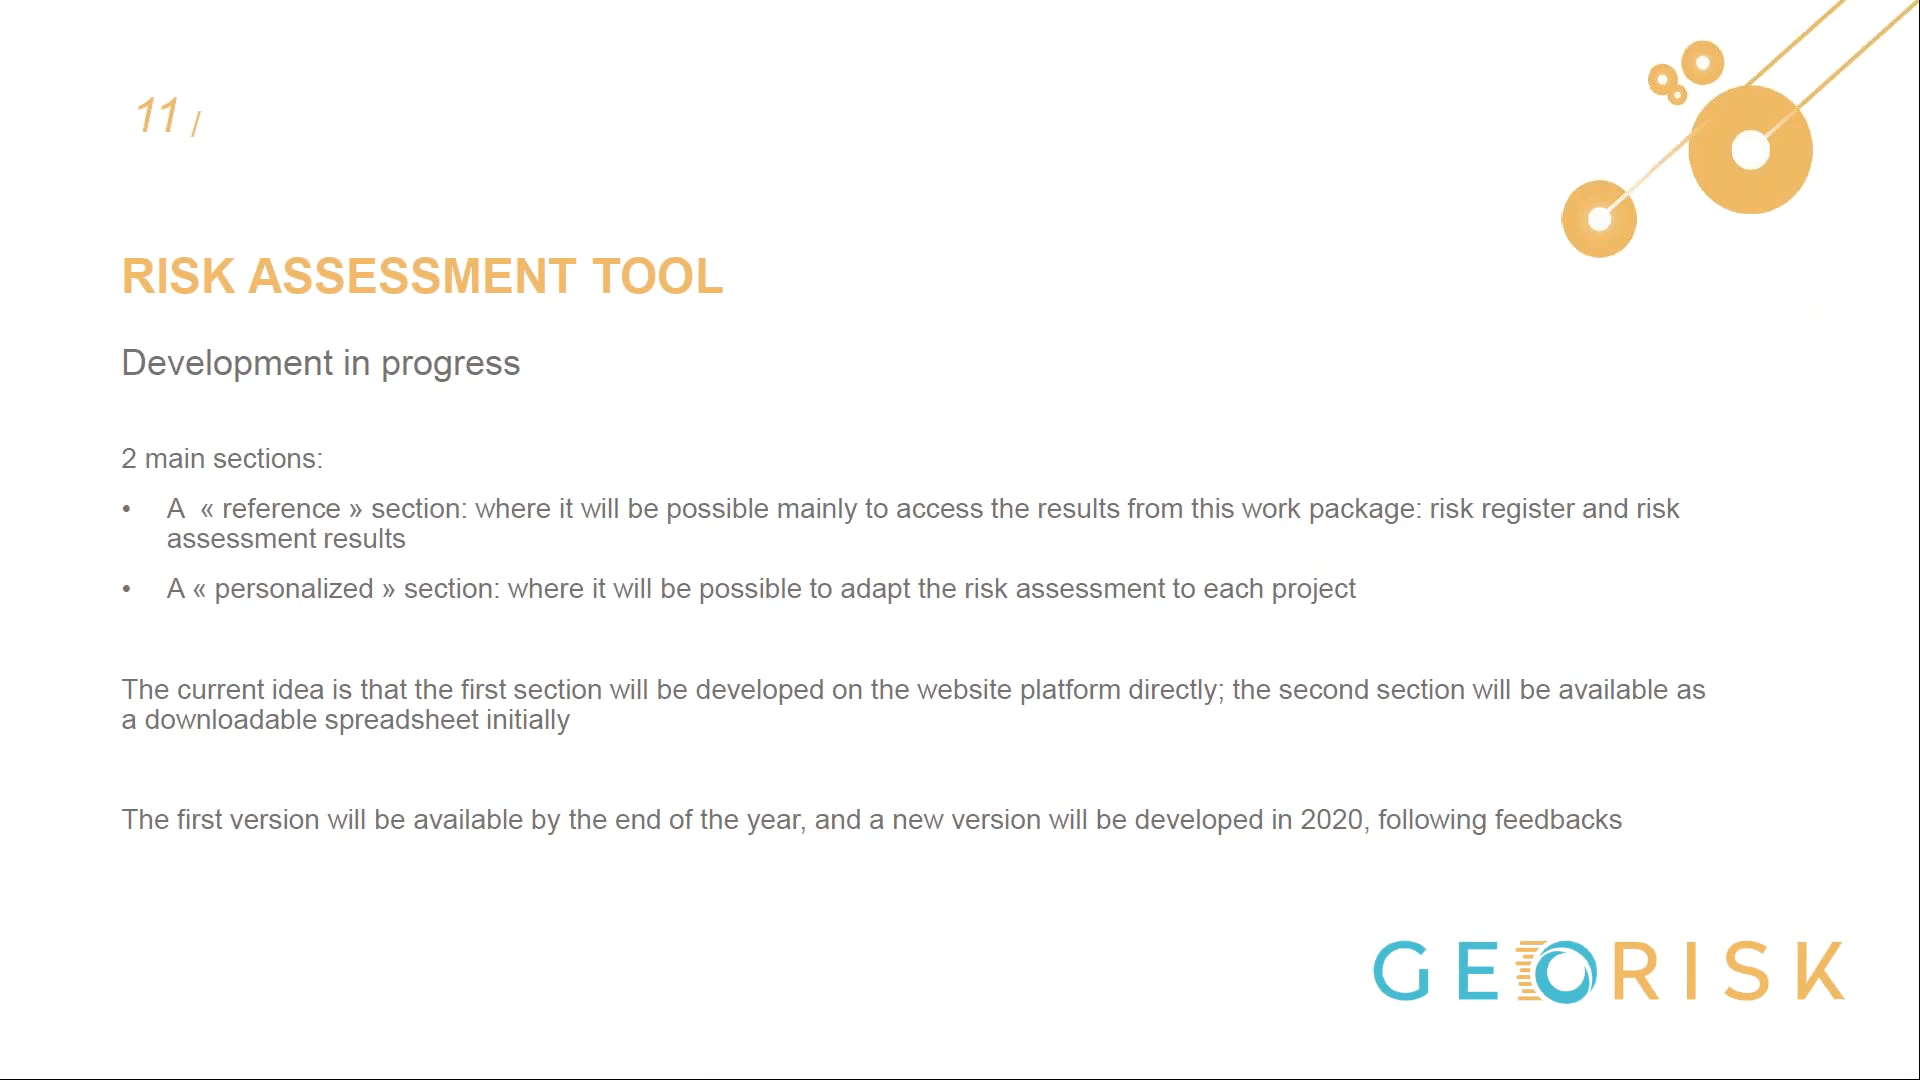 11 /
RISK ASSESSMENT TOOL
Development in progress
2 main sections:
• A « reference » section: where it will be possible mainly to access the results from this work package: risk register and risk
assessment results
• A « personalized » section: where it will be possible to adapt the risk assessment to each project
The current idea is that the first section will be developed on the website platform directly; the second section will be available as
a downloadable spreadsheet initially
The first version will be available by the end of the year, and a new version will be developed in 2020, following feedbacks
GEORISK